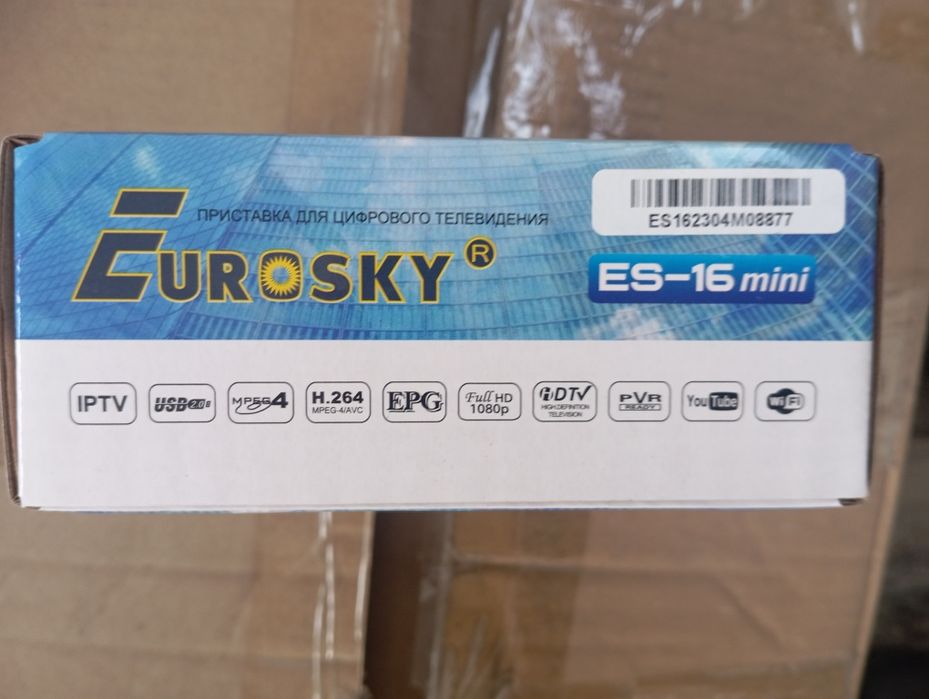 ПРИСТАВКА ДЛЯ ЦИФРОВОГО ТЕЛЕВИДЕНИЯ
EUROSKY®
ES162304M08877
ES-16 mini
IPTV
USB 2.0
MPEG4
H.264
MPEG-4/AVC
EPG
Full HD
1080p
HDTV
HIGH DEFINITION
TELEVISION
PVR
READY
YouTube
WiFi